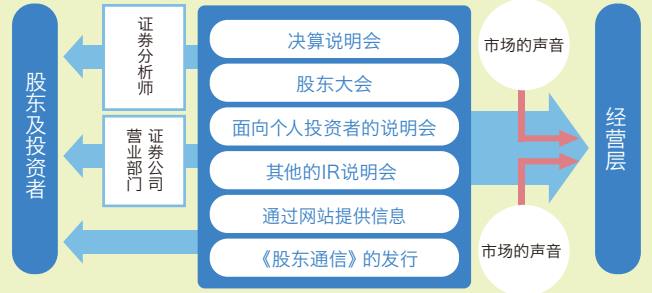 股东及投资者
证券分析师
证券公司
营业部门
决算说明会
股东大会
面向个人投资者的说明会
其他的IR说明会
通过网站提供信息
《股东通信》的发行
市场的声音
市场的声音
经营层